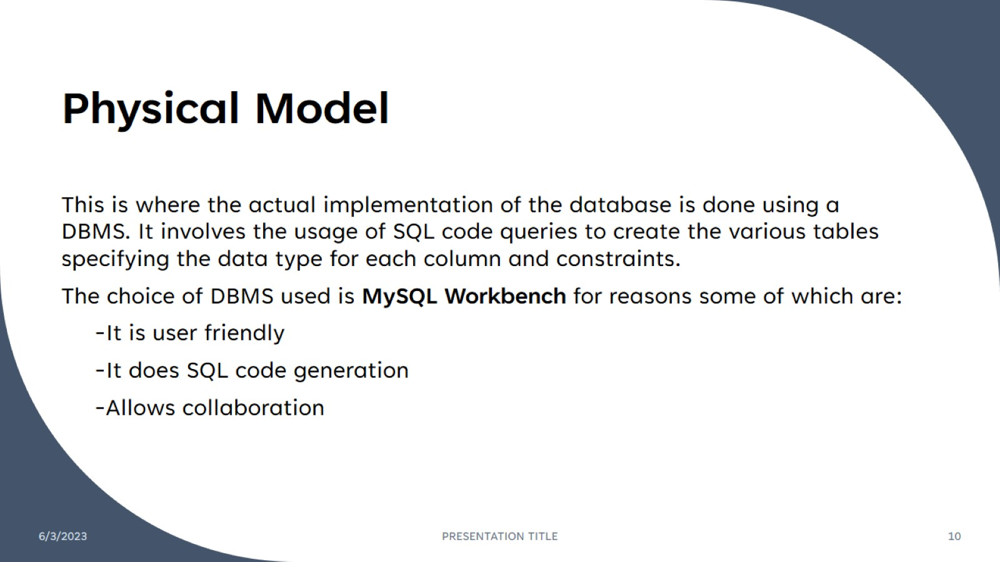 Physical Model
This is where the actual implementation of the database is done using a
DBMS. It involves the usage of SQL code queries to create the various tables
specifying the data type for each column and constraints.
The choice of DBMS used is MySQL Workbench for reasons some of which are:
-It is user friendly
-It does SQL code generation
-Allows collaboration
6/3/2023
PRESENTATION TITLE
10